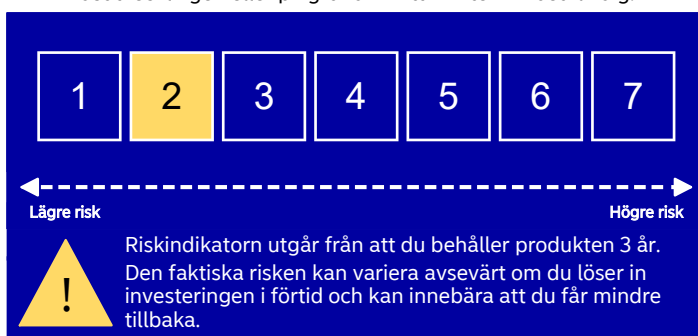 1 2 3 4 5 6 7
Lägre risk Högre risk
Riskindikatorn utgår från att du behåller produkten 3 år.
Den faktiska risken kan variera avsevärt om du löser in
investeringen i förtid och kan innebära att du får mindre
tillbaka.
!